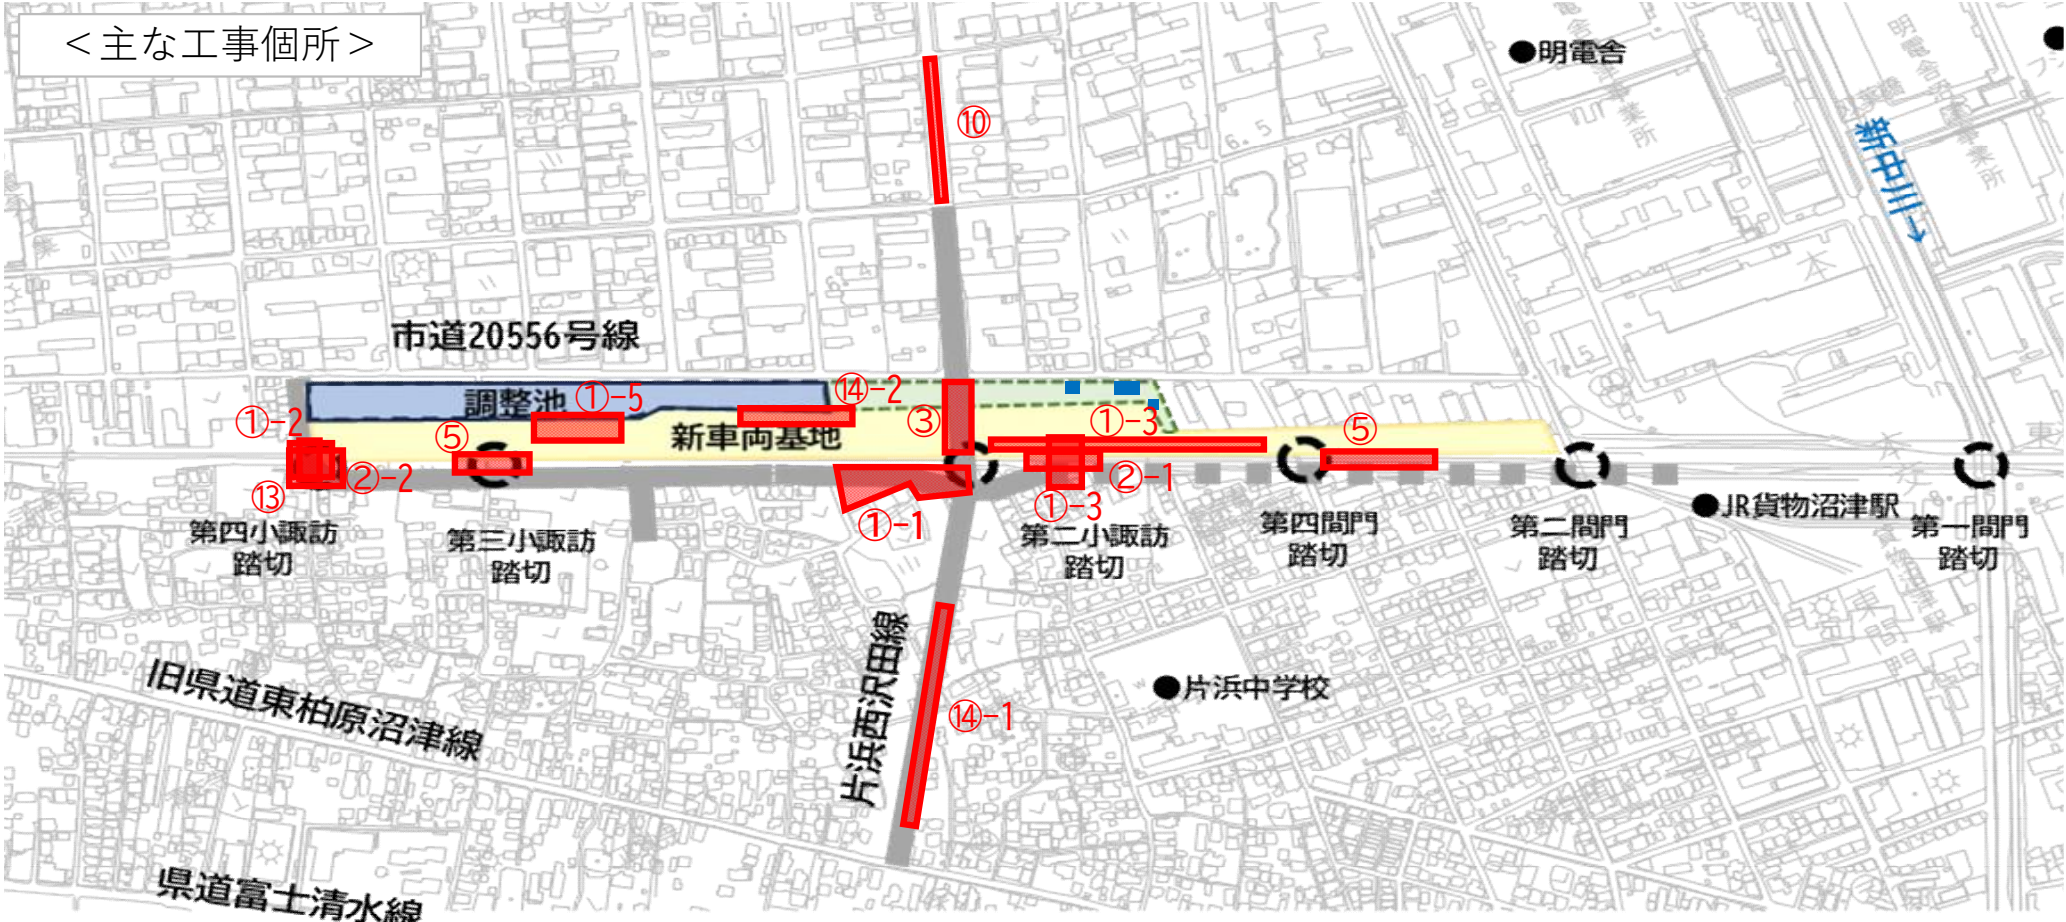 ＜主な工事個所＞
●明電舎
⑩
新中川→
市道20556号線
調整池
①-5
⑭-2
①-2
⑤
新車両基地
③
①-3
⑤
⑬
②-2
①-1
①-3
②-1
●JR貨物沼津駅
第四小諏訪
踏切
第三小諏訪
踏切
第二小諏訪
踏切
第四間門
踏切
第二間門
踏切
第一間門
踏切
片浜西沢田線
●片浜中学校
⑭-1
旧県道東柏原沼津線
県道富士清水線